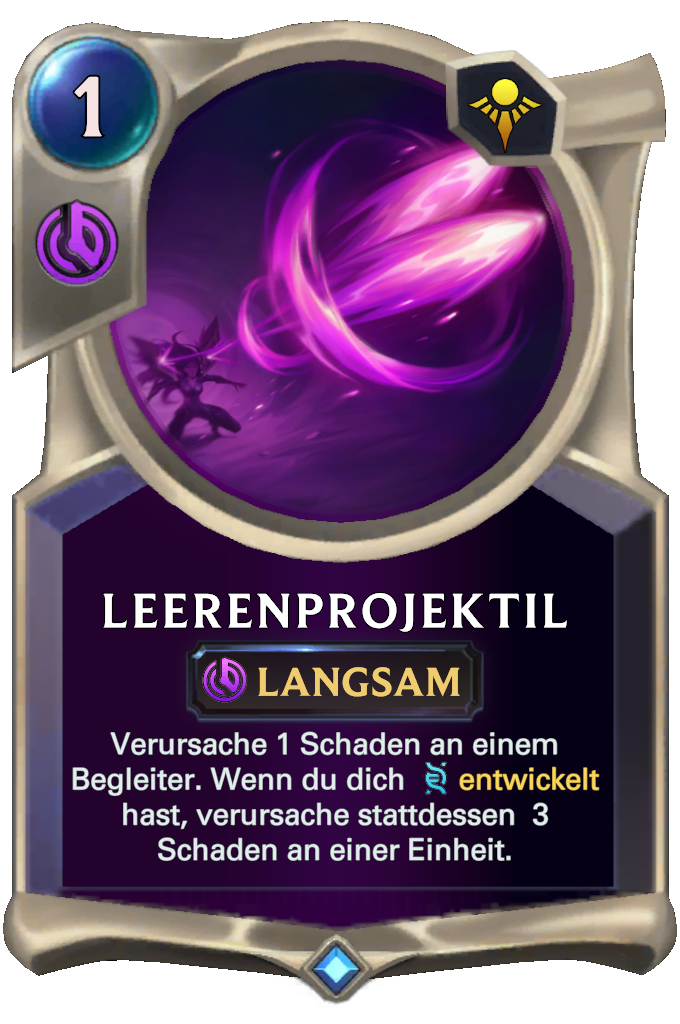 1
LEERENPROJEKTIL
LANGSAM
Verursache 1 Schaden an einem
Begleiter. Wenn du dich entwickelt
hast, verursache stattdessen 3
Schaden an einer Einheit.